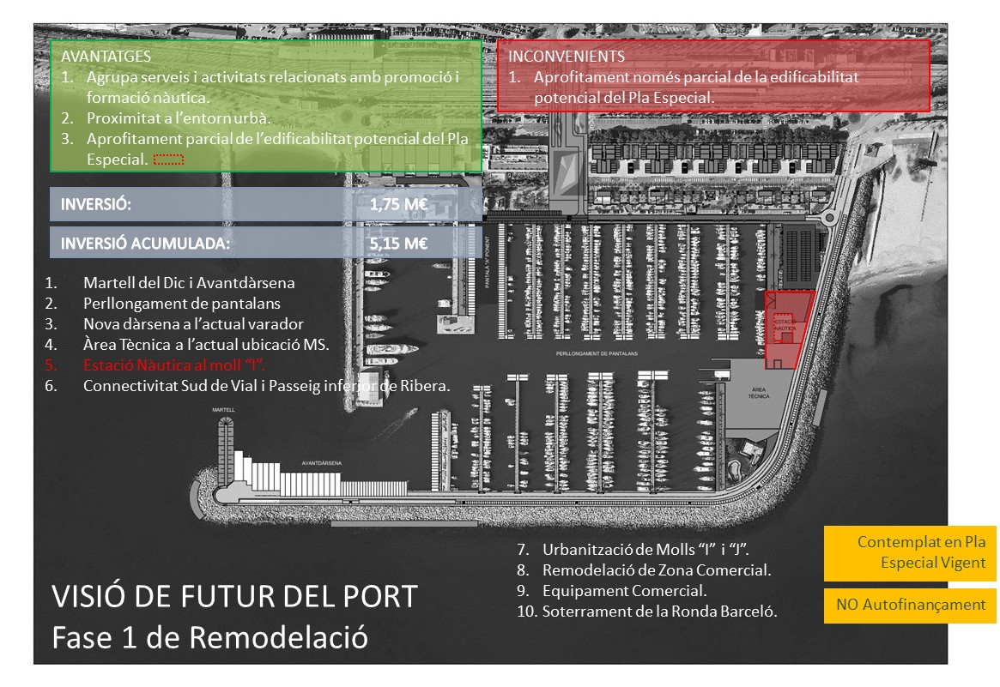 AVANTATGES
1. Agrupa serveis i activitats relacionats amb promoció i
formació nàutica.
2. Proximitat a l'entorn urbà.
3. Aprofitament parcial de l'edificabilitat potencial del Pla
Especial.
INCONVENIENTS
1. Aprofitament només parcial de la edificabilitat
potencial del Pla Especial.
INVERSIÓ: 1,75 M€
INVERSIÓ ACUMULADA: 5,15 M€
1. Martell del Dic i Avantdàrsena
2. Perllongament de pantalans
3. Nova dàrsena a l'actual varador
4. Àrea Tècnica a l'actual ubicació MS.
5. Estació Nàutica al moll "I".
6. Connectivitat Sud de Vial i Passeig inferior de Ribera.
PANTALÀ "A" PONENT
ESTACIÓ
NÀUTICA
PERLLONGAMENT DE PANTALANS
ÀREA
TÈCNICA
MARTELL
AVANTDÀRSENA
7. Urbanització de Molls "I" i "J".
8. Remodelació de Zona Comercial.
9. Equipament Comercial.
10. Soterrament de la Ronda Barceló.
Contemplat en Pla
Especial Vigent
NO Autofinançament
VISIÓ DE FUTUR DEL PORT
Fase 1 de Remodelació